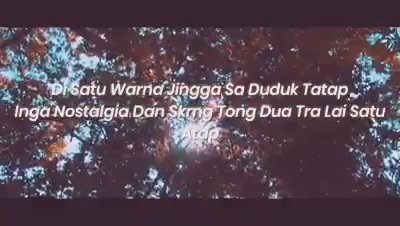 Di Satu Warna Jingga Sa Duduk Tatap
Inga Nostalgia Dan Skrng Tong Dua Tra Lai Satu
Atap